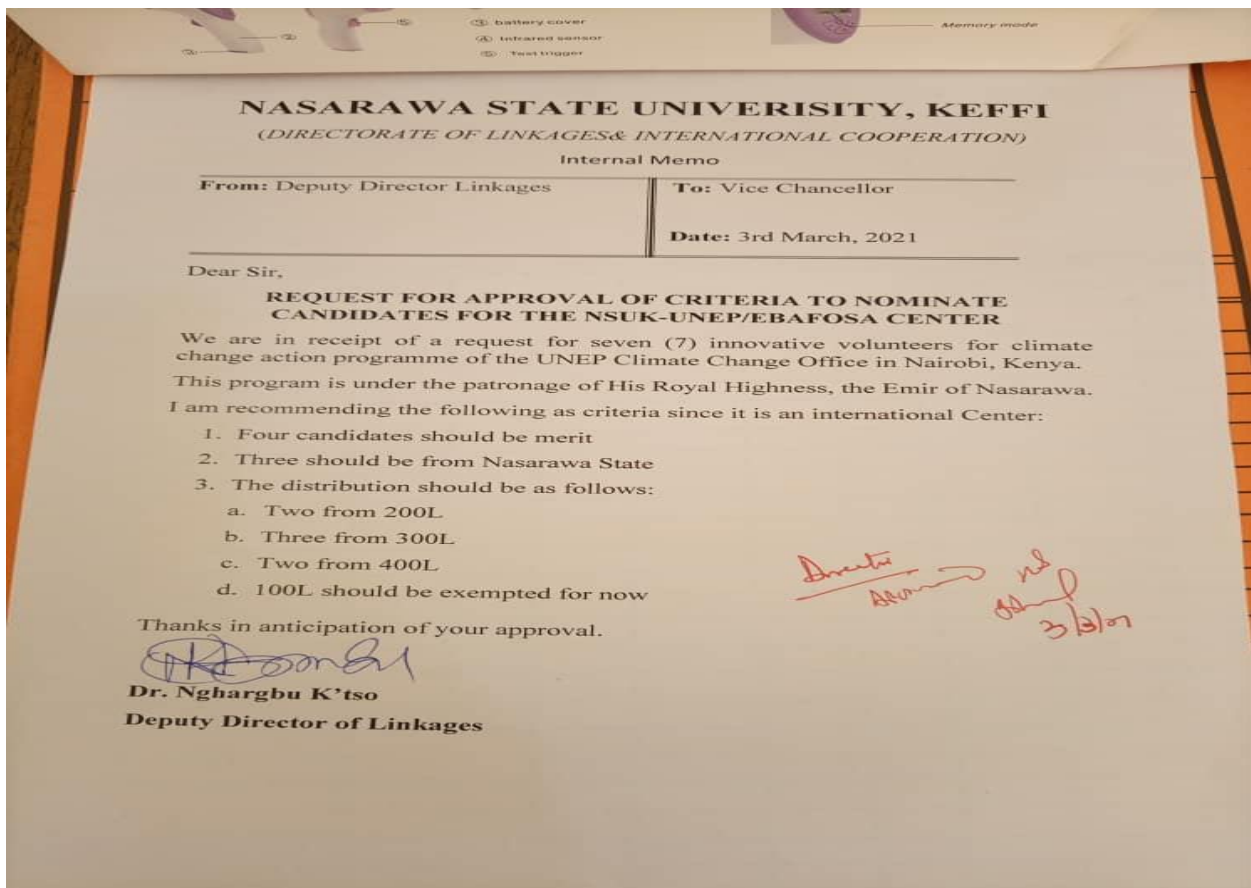 ③ battery cover
④ Infrared sensor
⑤ Test trigger
⑤
②
Memory mode
NASARAWA STATE UNIVERISITY, KEFFI
(DIRECTORATE OF LINKAGES& INTERNATIONAL COOPERATION)
Internal Memo
From: Deputy Director Linkages
To: Vice Chancellor
Date: 3rd March, 2021
Dear Sir,
REQUEST FOR APPROVAL OF CRITERIA TO NOMINATE
CANDIDATES FOR THE NSUK-UNEP/EBAFOSA CENTER
We are in receipt of a request for seven (7) innovative volunteers for climate
change action programme of the UNEP Climate Change Office in Nairobi, Kenya.
This program is under the patronage of His Royal Highness, the Emir of Nasarawa.
I am recommending the following as criteria since it is an international Center:
1. Four candidates should be merit
2. Three should be from Nasarawa State
3. The distribution should be as follows:
a. Two from 200L
b. Three from 300L
c. Two from 400L
d. 100L should be exempted for now
Thanks in anticipation of your approval.
Dr. Nghargbu K'tso
Deputy Director of Linkages